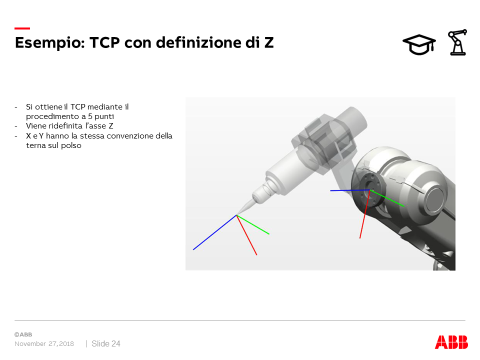 Esempio: TCP con definizione di Z
- Si ottiene il TCP mediante il
procedimento a 5 punti
- Viene ridefinita l'asse Z
- X e Y hanno la stessa convenzione della
terna sul polso
©ABB
November 27, 2018 | Slide 24
ABB